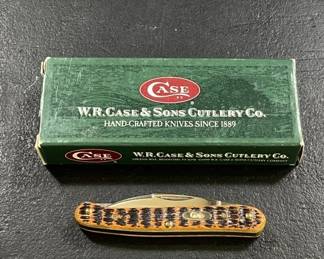 CASE
W.R. CASE & SONS CUTLERY CO.
HAND-CRAFTED KNIVES SINCE 1889
CASE
W.R. CASE & SONS CUTLERY CO.